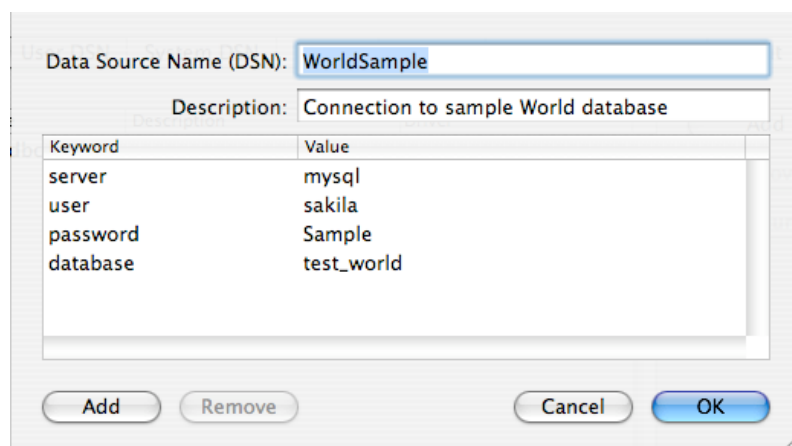 Data Source Name (DSN): WorldSample
Description: Connection to sample World database
Keyword Value
server mysql
user sakila
password Sample
database test_world
Add Remove Cancel OK